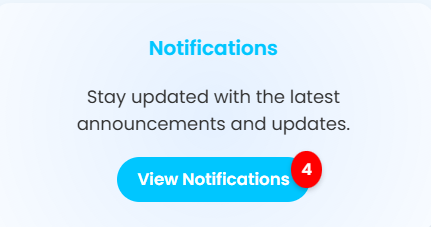 Notifications
Stay updated with the latest
announcements and updates.
View Notifications
4